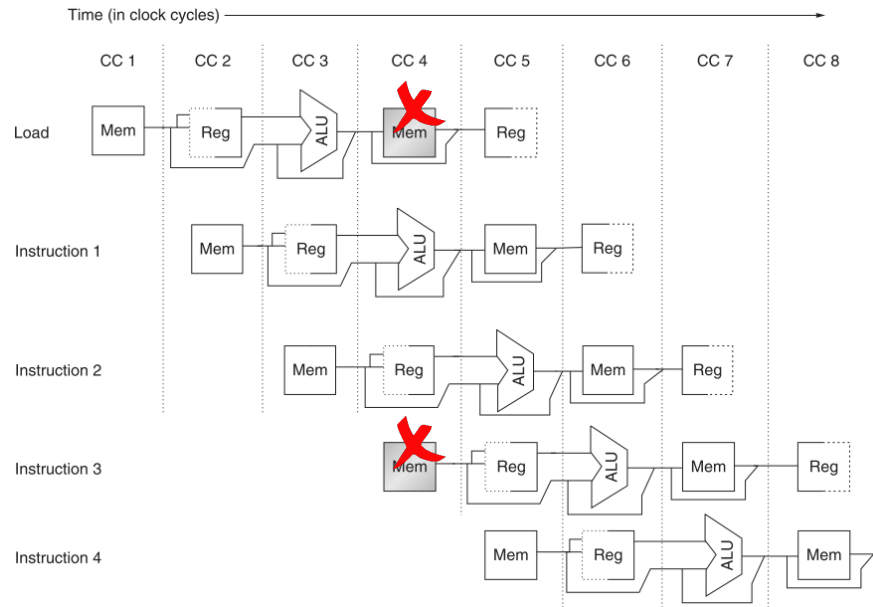 Time (in clock cycles)
CC 1 CC 2 CC 3 CC 4 CC 5 CC 6 CC 7 CC 8
Load Mem Reg ALU Mem Reg
Instruction 1 Mem Reg ALU Mem Reg
Instruction 2 Mem Reg ALU Mem Reg
Instruction 3 Mem Reg ALU Mem Reg
Instruction 4 Mem Reg ALU Mem